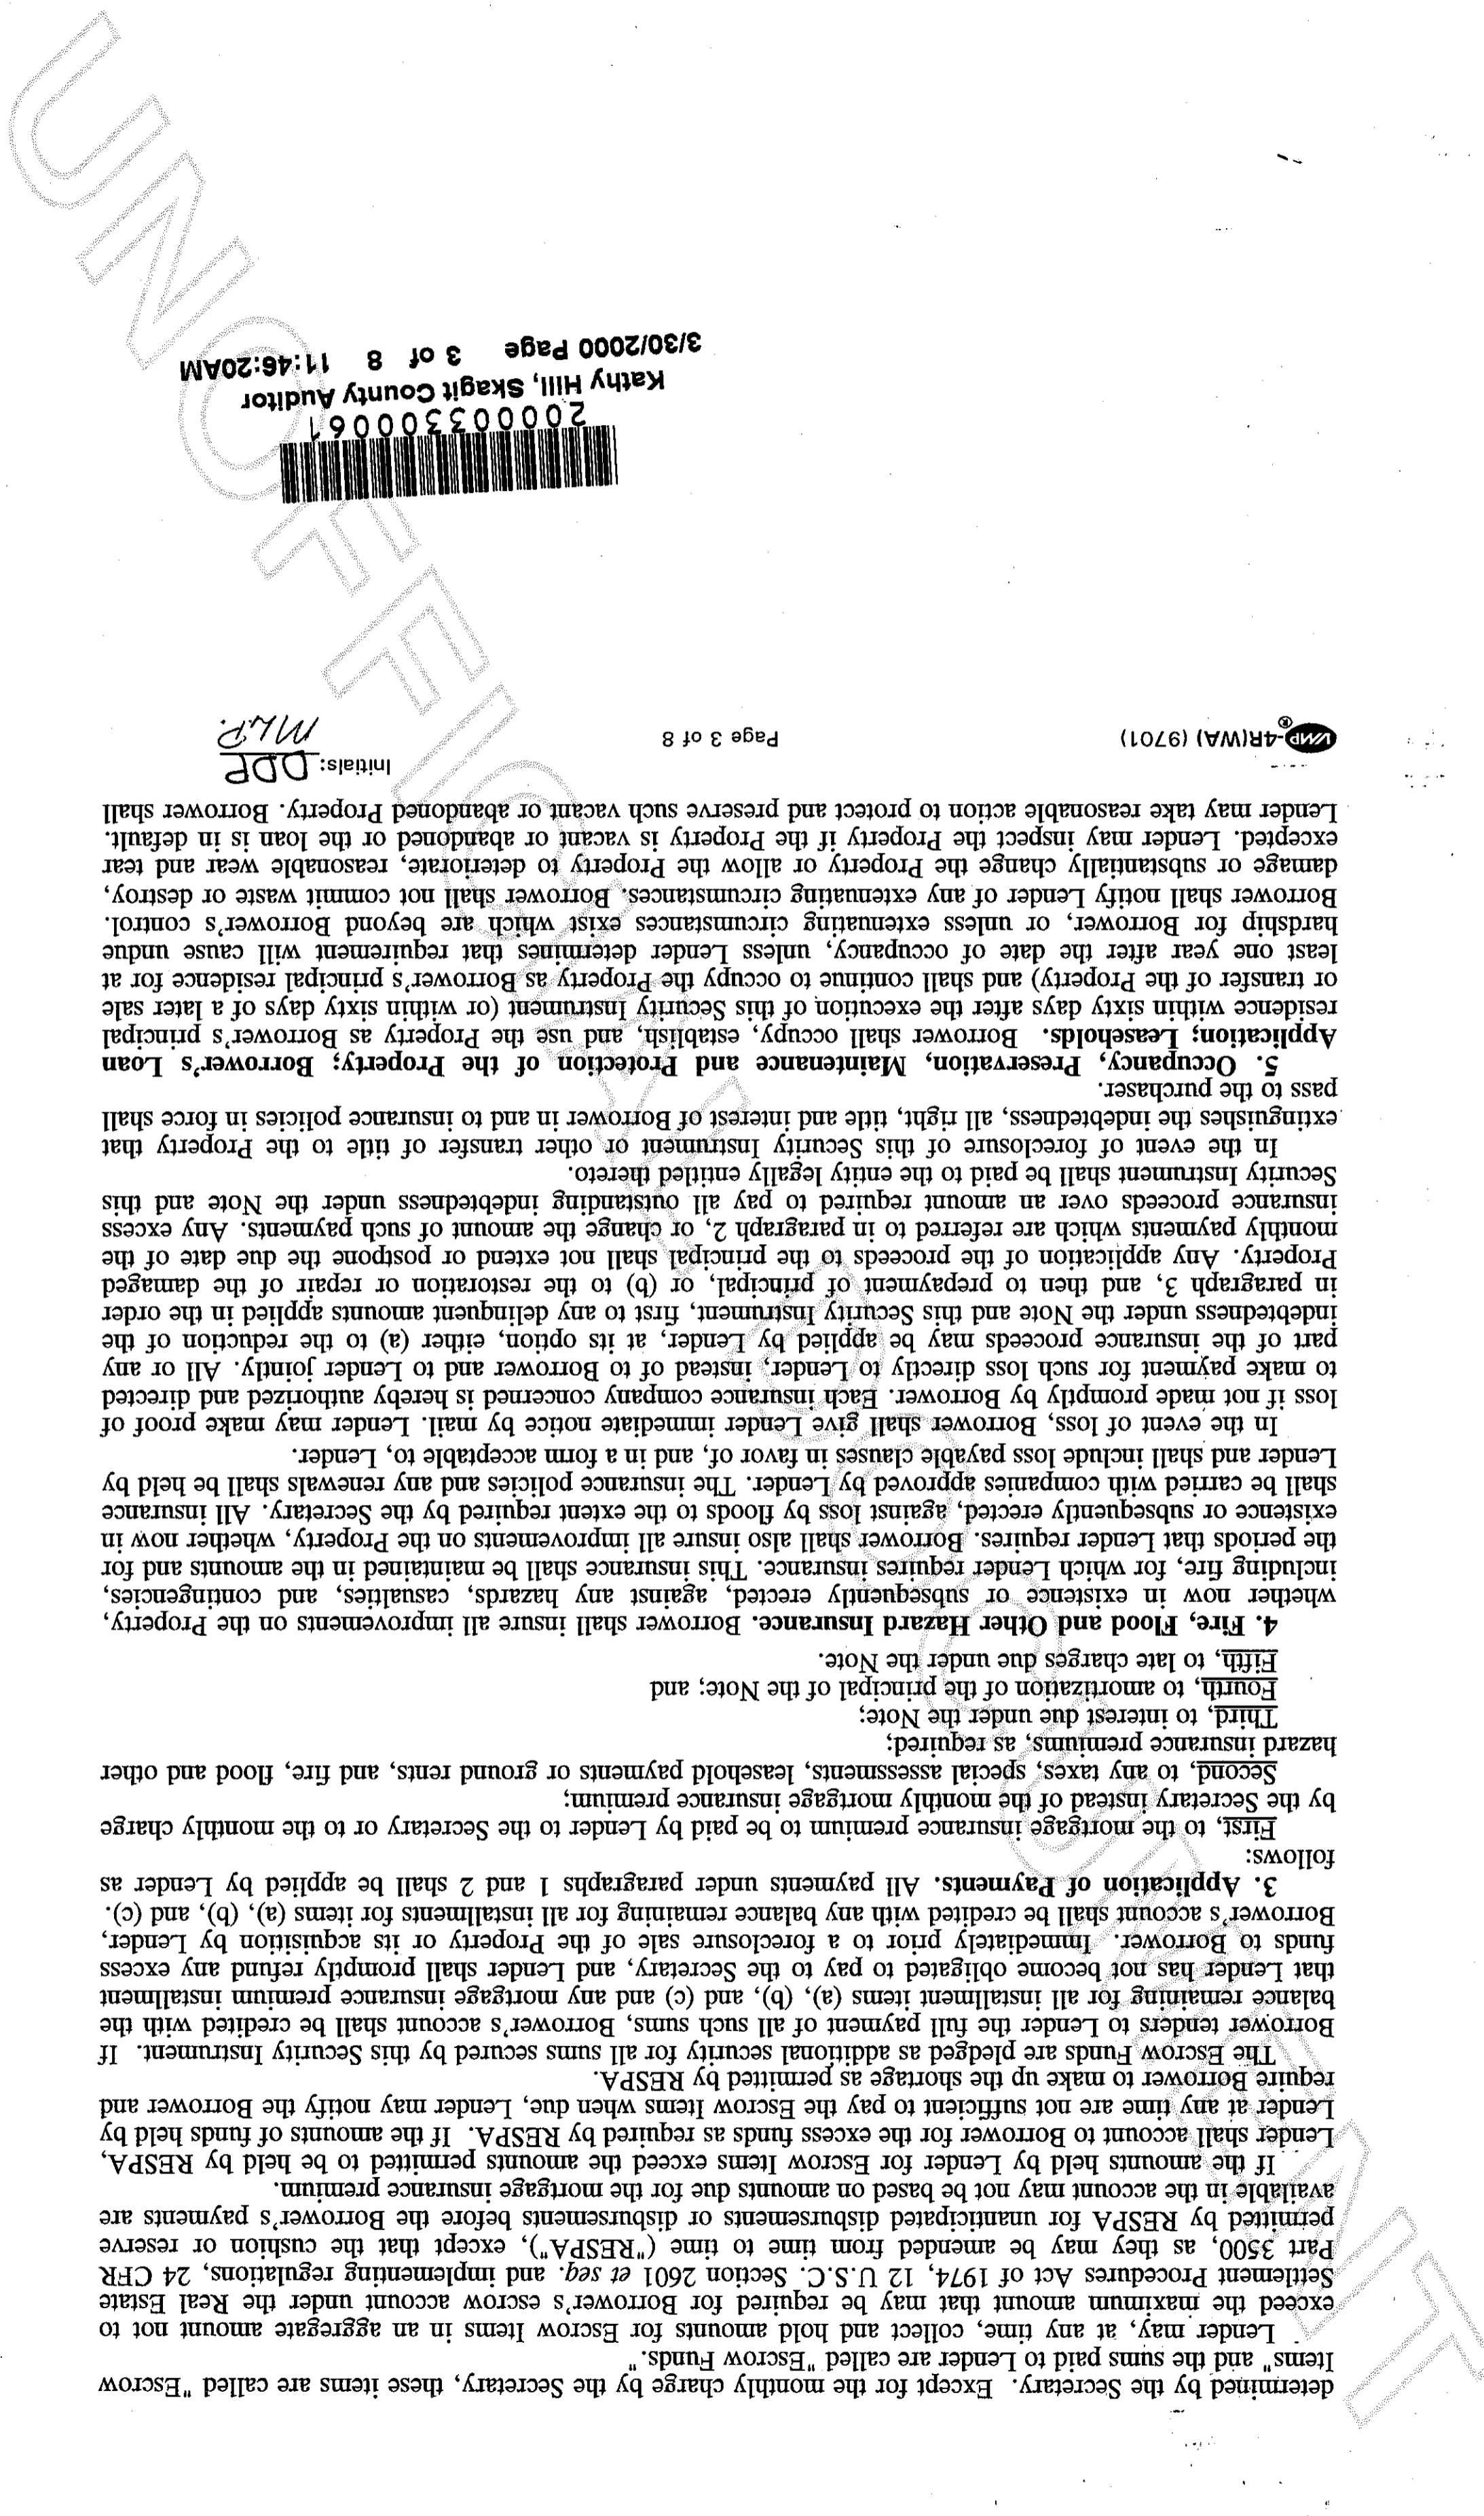 determined by the Secretary. Except for the monthly charge by the Secretary, these items are called "Escrow
Items" and the sums paid to Lender are called "Escrow Funds."
Lender may, at any time, collect and hold amounts for Escrow Items in an aggregate amount not to
exceed the maximum amount that may be required for Borrower's escrow account under the Real Estate
Settlement Procedures Act of 1974, 12 U.S.C. Section 2601 et seq. and implementing regulations, 24 CFR
Part 3500, as they may be amended from time to time ("RESPA"), except that the cushion or reserve
permitted by RESPA for unanticipated disbursements or disbursements before the Borrower's payments are
available in the account may not be based on amounts due for the mortgage insurance premium.
If the amounts held by Lender for Escrow Items exceed the amounts permitted to be held by RESPA,
Lender shall account to Borrower for the excess funds as required by RESPA. If the amounts of funds held by
Lender at any time are not sufficient to pay the Escrow Items when due, Lender may notify the Borrower and
require Borrower to make up the shortage as permitted by RESPA.
The Escrow Funds are pledged as additional security for all sums secured by this Security Instrument. If
Borrower tenders to Lender the full payment of all such sums, Borrower's account shall be credited with the
balance remaining for all installment items (a), (b), and (c) and any mortgage insurance premium installment
that Lender has not become obligated to pay to the Secretary, and Lender shall promptly refund any excess
funds to Borrower. Immediately prior to a foreclosure sale of the Property or its acquisition by Lender,
Borrower's account shall be credited with any balance remaining for all installments for items (a), (b), and (c).
3. Application of Payments. All payments under paragraphs 1 and 2 shall be applied by Lender as
follows:
First, to the mortgage insurance premium to be paid by Lender to the Secretary or to the monthly charge
by the Secretary instead of the monthly mortgage insurance premium;
Second, to any taxes, special assessments, leasehold payments or ground rents, and fire, flood and other
hazard insurance premiums, as required;
Third, to interest due under the Note;
Fourth, to amortization of the principal of the Note; and
Fifth, to late charges due under the Note.
4. Fire, Flood and Other Hazard Insurance. Borrower shall insure all improvements on the Property,
whether now in existence or subsequently erected, against any hazards, casualties, and contingencies,
including fire, for which Lender requires insurance. This insurance shall be maintained in the amounts and for
the periods that Lender requires. Borrower shall also insure all improvements on the Property, whether now in
existence or subsequently erected, against loss by floods to the extent required by the Secretary. All insurance
shall be carried with companies approved by Lender. The insurance policies and any renewals shall be held by
Lender and shall include loss payable clauses in favor of, and in a form acceptable to, Lender.
In the event of loss, Borrower shall give Lender immediate notice by mail. Lender may make proof of
loss if not made promptly by Borrower. Each insurance company concerned is hereby authorized and directed
to make payment for such loss directly to Lender, instead of to Borrower and to Lender jointly. All or any
part of the insurance proceeds may be applied by Lender, at its option, either (a) to the reduction of the
indebtedness under the Note and this Security Instrument, first to any delinquent amounts applied in the order
in paragraph 3, and then to prepayment of principal, or (b) to the restoration or repair of the damaged
Property. Any application of the proceeds to the principal shall not extend or postpone the due date of the
monthly payments which are referred to in paragraph 2, or change the amount of such payments. Any excess
insurance proceeds over an amount required to pay all outstanding indebtedness under the Note and this
Security Instrument shall be paid to the entity legally entitled thereto.
In the event of foreclosure of this Security Instrument or other transfer of title to the Property that
extinguishes the indebtedness, all right, title and interest of Borrower in and to insurance policies in force shall
pass to the purchaser.
5. Occupancy, Preservation, Maintenance and Protection of the Property; Borrower's Loan
Application; Leaseholds. Borrower shall occupy, establish, and use the Property as Borrower's principal
residence within sixty days after the execution of this Security Instrument (or within sixty days of a later sale
or transfer of the Property) and shall continue to occupy the Property as Borrower's principal residence for at
least one year after the date of occupancy, unless Lender determines that requirement will cause undue
hardship for Borrower, or unless extenuating circumstances exist which are beyond Borrower's control.
Borrower shall notify Lender of any extenuating circumstances. Borrower shall not commit waste or destroy,
damage or substantially change the Property or allow the Property to deteriorate, reasonable wear and tear
excepted. Lender may inspect the Property if the Property is vacant or abandoned or the loan is in default.
Lender may take reasonable action to protect and preserve such vacant or abandoned Property. Borrower shall
Initials: DDP
VMP-4R(WA) (9701) Page 3 of 8 MLP.
200003300061
Kathy Hill, Skagit County Auditor
3/30/2000 Page 3 of 8 11:46:20AM
UNOFFICIAL DOCUMENT